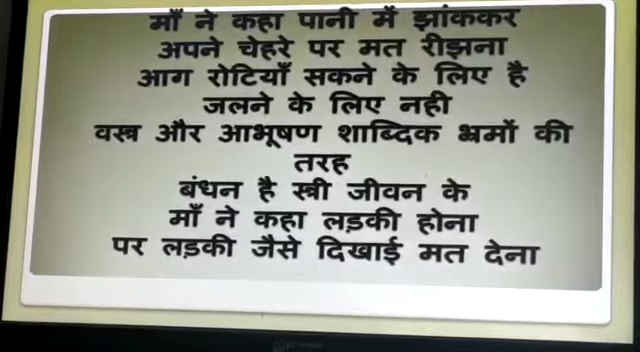 माँ ने कहा पानी में झांककर
अपने चेहरे पर मत रीझना
आग रोटियाँ सकने के लिए है
जलने के लिए नही
वस्त्र और आभूषण शाब्दिक भ्रमों की
तरह
बंधन है स्त्री जीवन के
माँ ने कहा लड़की होना
पर लड़की जैसे दिखाई मत देना